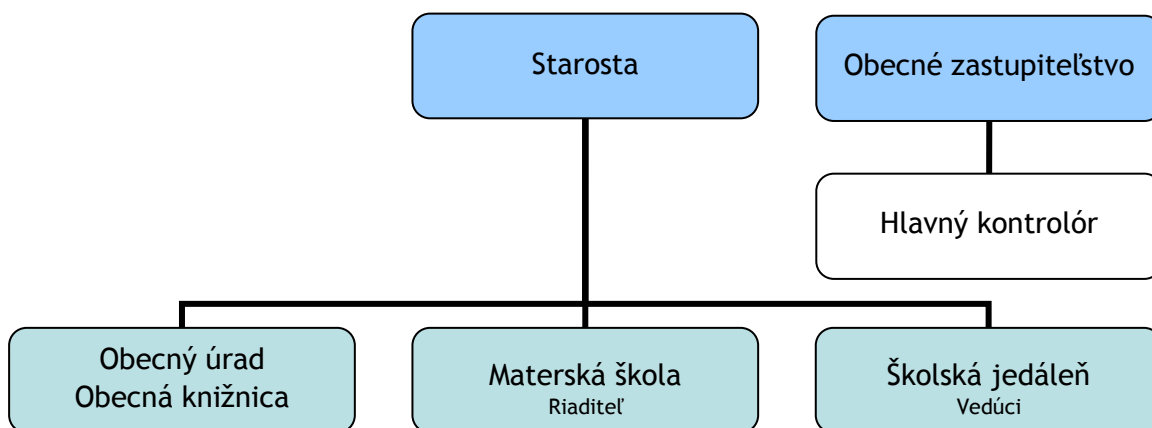 Starosta
Obecné zastupiteľstvo
Hlavný kontrolór
Obecný úrad
Obecná knižnica
Materská škola
Riaditeľ
Školská jedáleň
Vedúci